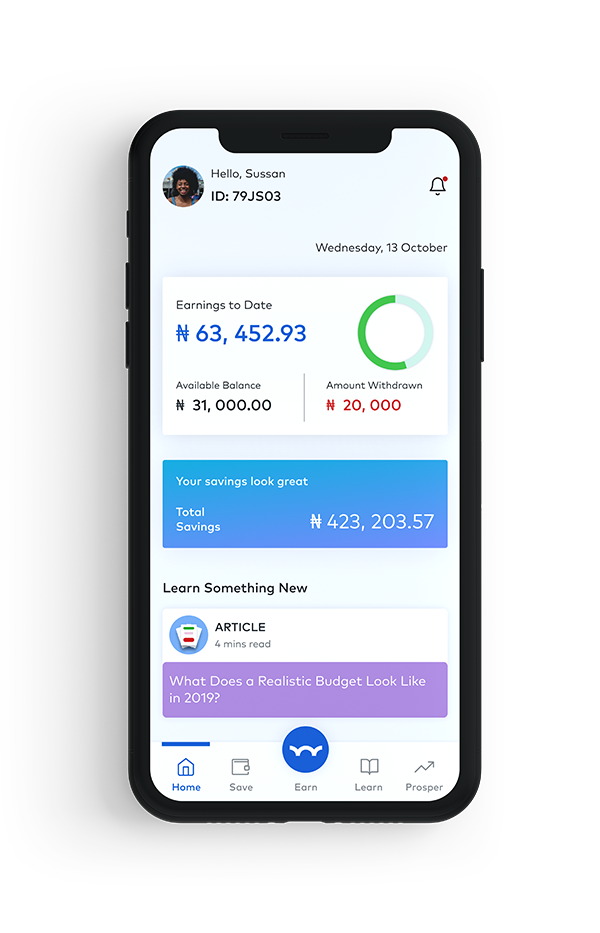 Hello, Sussan
ID: 79JS03
Wednesday, 13 October
Earnings to Date
₦ 63, 452.93
Available Balance
₦ 31, 000.00
Amount Withdrawn
₦ 20, 000
Your savings look great
Total
Savings
₦ 423, 203.57
Learn Something New
ARTICLE
4 mins read
What Does a Realistic Budget Look Like
in 2019?
Home
Save
Earn
Learn
Prosper